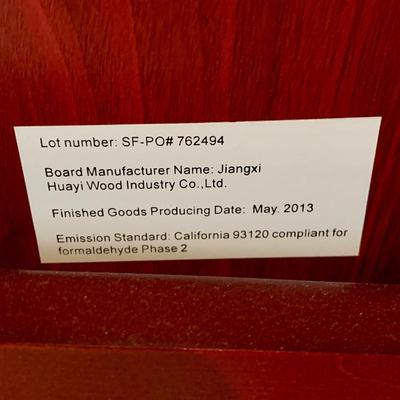 Lot number: SF-PO# 762494
Board Manufacturer Name: Jiangxi
Huayi Wood Industry Co.,Ltd.
Finished Goods Producing Date: May. 2013
Emission Standard: California 93120 compliant for
formaldehyde Phase 2